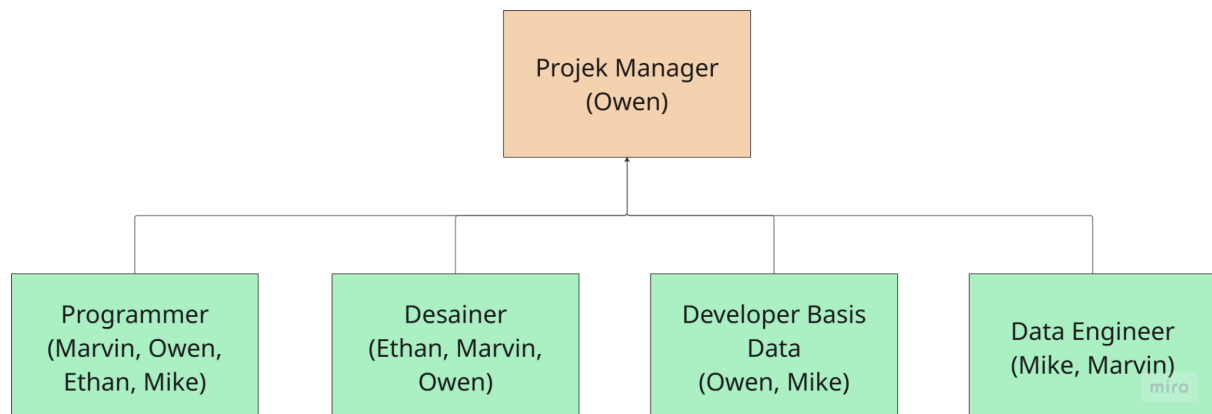 Projek Manager
(Owen)
Programmer
(Marvin, Owen,
Ethan, Mike)
Desainer
(Ethan, Marvin,
Owen)
Developer Basis
Data
(Owen, Mike)
Data Engineer
(Mike, Marvin)
miro